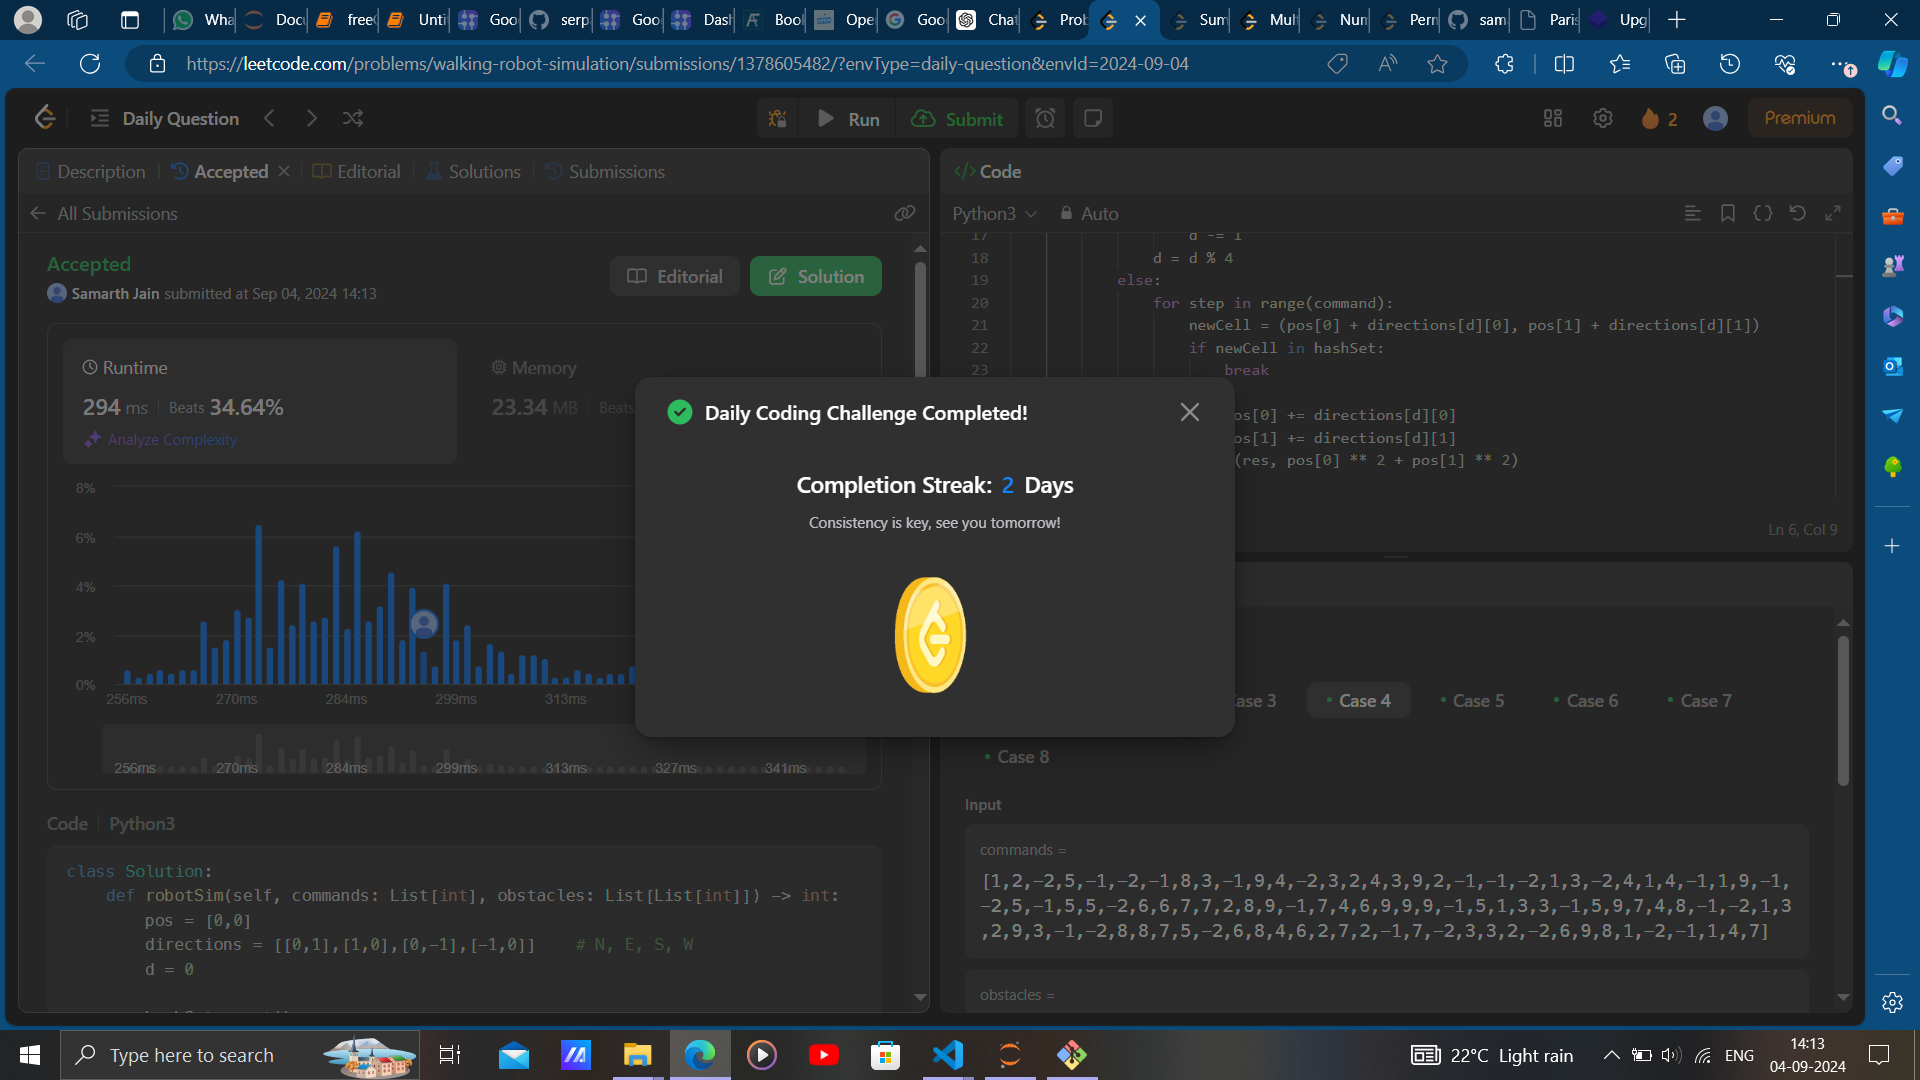 Wha
Docu
free
Unti
Goo
serp
Goo
Dash
Bool
Ope
Goo
Chat
Prob
Sum
Mult
Num
Perr
sam
Paris
Upg
https://leetcode.com/problems/walking-robot-simulation/submissions/1378605482/?envType=daily-question&envId=2024-09-04
Daily Question
Run
Submit
2
Premium
Description
Accepted
Editorial
Solutions
Submissions
All Submissions
Accepted
Samarth Jain submitted at Sep 04, 2024 14:13
Editorial
Solution
Runtime
294 ms
Beats 34.64%
Analyze Complexity
Memory
23.34 MB
Beats
8%
6%
4%
2%
0%
256ms 270ms 284ms 299ms 313ms
256ms 270ms 284ms 299ms 313ms 327ms 341ms
Code
Python3
class Solution:
    def robotSim(self, commands: List[int], obstacles: List[List[int]]) -> int:
        pos = [0,0]
        directions = [[0,1],[1,0],[0,-1],[-1,0]]    # N, E, S, W
        d = 0
</> Code
Python3
Auto
17 d -= 1
18 d = d % 4
19 else:
20 for step in range(command):
21 newCell = (pos[0] + directions[d][0], pos[1] + directions[d][1])
22 if newCell in hashSet:
23 break
os[0] += directions[d][0]
os[1] += directions[d][1]
(res, pos[0] ** 2 + pos[1] ** 2)
Ln 6, Col 9
Daily Coding Challenge Completed!
Completion Streak: 2 Days
Consistency is key, see you tomorrow!
ase 3
Case 4
Case 5
Case 6
Case 7
Case 8
Input
commands =
[1,2,-2,5,-1,-2,-1,8,3,-1,9,4,-2,3,2,4,3,9,2,-1,-1,-2,1,3,-2,4,1,4,-1,1,9,-1,
-2,5,-1,5,5,-2,6,6,7,7,2,8,9,-1,7,4,6,9,9,9,-1,5,1,3,3,-1,5,9,7,4,8,-1,-2,1,3
,2,9,3,-1,-2,8,8,7,5,-2,6,8,4,6,2,7,2,-1,7,-2,3,3,2,-2,6,9,8,1,-2,-1,1,4,7]
obstacles =
Type here to search
22°C Light rain
ENG
14:13
04-09-2024